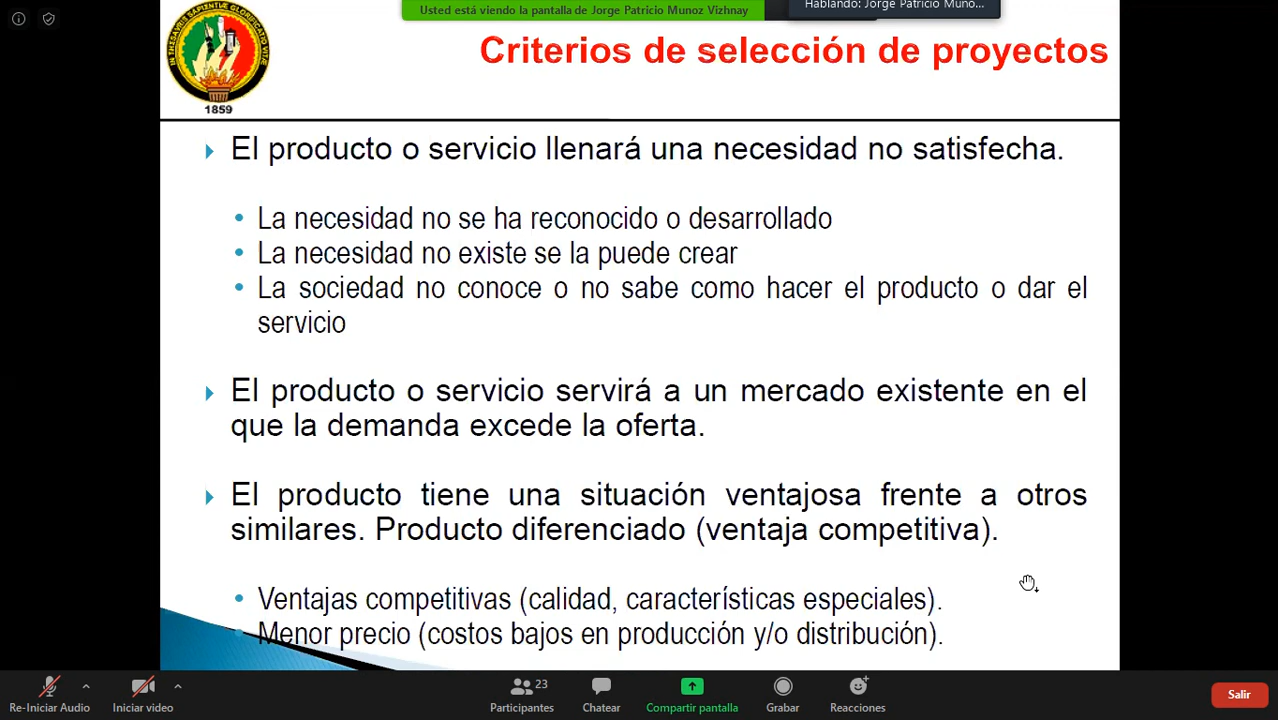 Usted está viendo la pantalla de Jorge Patricio Munoz Vizhnay
Hablando: Jorge Patricio Muno...
IN THESAVRIS SAPIENTIAE GLORIFICATIO VITAE
1859
Criterios de selección de proyectos
El producto o servicio llenará una necesidad no satisfecha.
• La necesidad no se ha reconocido o desarrollado
• La necesidad no existe se la puede crear
• La sociedad no conoce o no sabe como hacer el producto o dar el
servicio
El producto o servicio servirá a un mercado existente en el
que la demanda excede la oferta.
El producto tiene una situación ventajosa frente a otros
similares. Producto diferenciado (ventaja competitiva).
• Ventajas competitivas (calidad, características especiales).
• Menor precio (costos bajos en producción y/o distribución).
Re-Iniciar Audio
Iniciar video
23
Participantes
Chatear
Compartir pantalla
Grabar
Reacciones
Salir